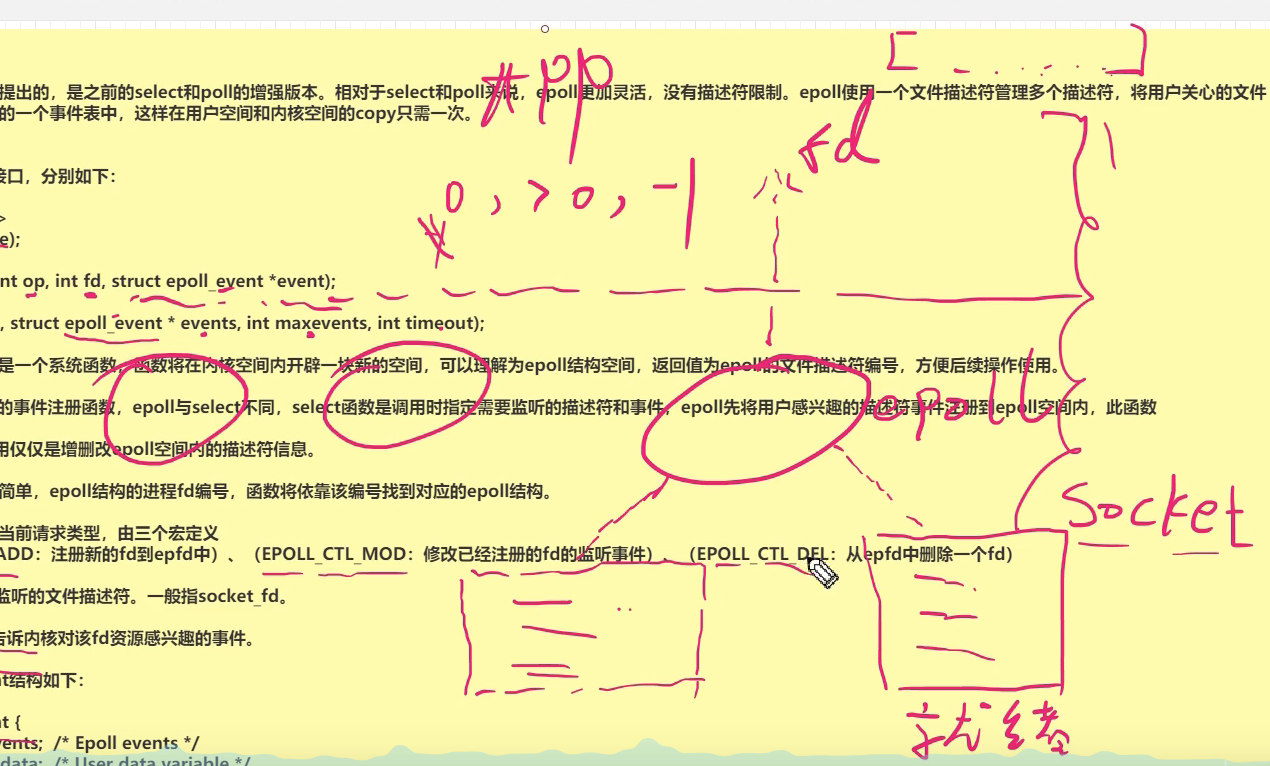 App
提出的，是之前的select和poll的增强版本。相对于select和poll来说，epoll更加灵活，没有描述符限制。epoll使用一个文件描述符管理多个描述符，将用户关心的文件
的一个事件表中，这样在用户空间和内核空间的copy只需一次。
fd
接口，分别如下：
0, >0, -1
>
e);
nt op, int fd, struct epoll_event *event);
, struct epoll_event * events, int maxevents, int timeout);
是一个系统函数，函数将在内核空间内开辟一块新的空间，可以理解为epoll结构空间，返回值为epoll的文件描述符编号，方便后续操作使用。
epoll
的事件注册函数，epoll与select不同，select函数是调用时指定需要监听的描述符和事件，epoll先将用户感兴趣的描述符事件注册到epoll空间内，此函数
用仅仅是增删改epoll空间内的描述符信息。
简单，epoll结构的进程fd编号，函数将依靠该编号找到对应的epoll结构。
Socket
当前请求类型，由三个宏定义
ADD：注册新的fd到epfd中）、（EPOLL_CTL_MOD：修改已经注册的fd的监听事件）、（EPOLL_CTL_DEL：从epfd中删除一个fd）
监听的文件描述符。一般指socket_fd。
告诉内核对该fd资源感兴趣的事件。
nt结构如下：
nt {
vents; /* Epoll events */
data; /* User data variable */